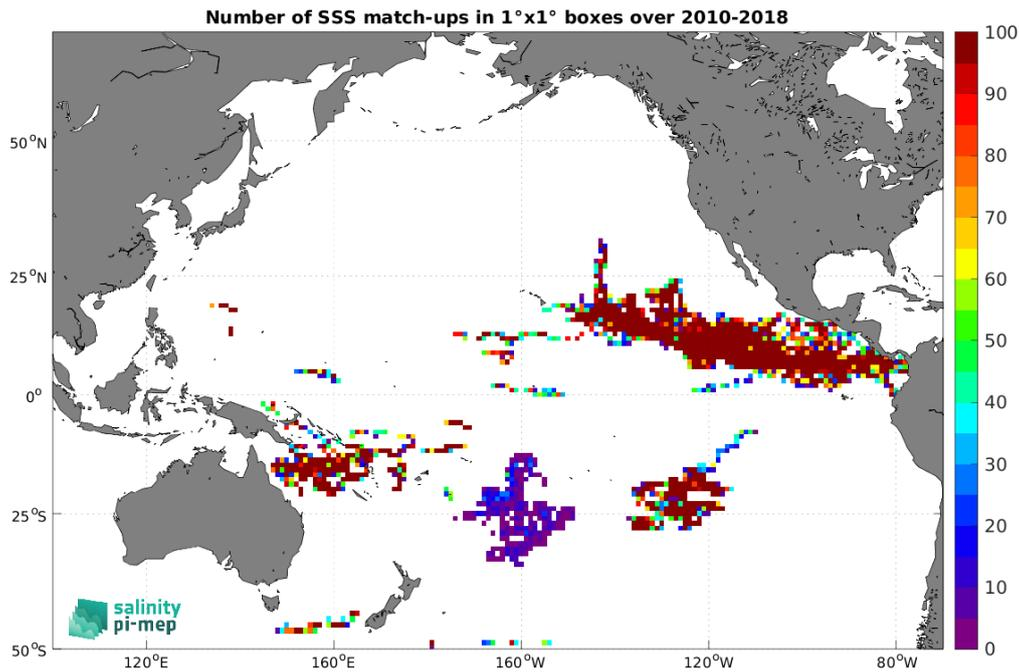 Number of SSS match-ups in 1°x1° boxes over 2010-2018
100
90
80
70
60
50
40
30
20
10
0
50°N
25°N
0°
25°S
50°S
120°E
160°E
160°W
120°W
80°W
salinity
pi-mep